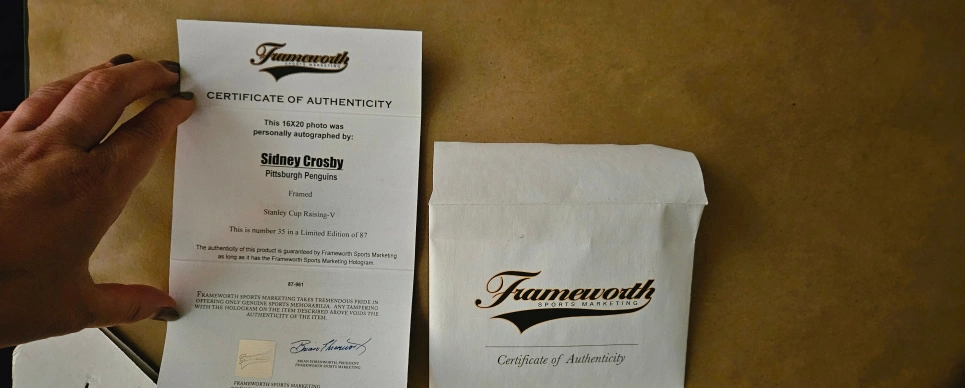 Frameworth
SPORTS MARKETING
CERTIFICATE OF AUTHENTICITY
This 16X20 photo was
personally autographed by:
Sidney Crosby
Pittsburgh Penguins
Framed
Stanley Cup Raising-V
This is number 35 in a Limited Edition of 87
The authenticity of this product is guaranteed by Frameworth Sports Marketing
as long as it has the Frameworth Sports Marketing Hologram.
87-961
FRAMEWORTH SPORTS MARKETING TAKES TREMENDOUS PRIDE IN
OFFERING ONLY GENUINE SPORTS MEMORABILIA. ANY TAMPERING
WITH THE HOLOGRAM ON THE ITEM DESCRIBED ABOVE VOIDS THE
AUTHENTICITY OF THE ITEM.
PRESIDENT
FRAMEWORTH SPORTS MARKETING
FRAMEWORTH SPORTS MARKETING
Frameworth
SPORTS MARKETING
Certificate of Authenticity